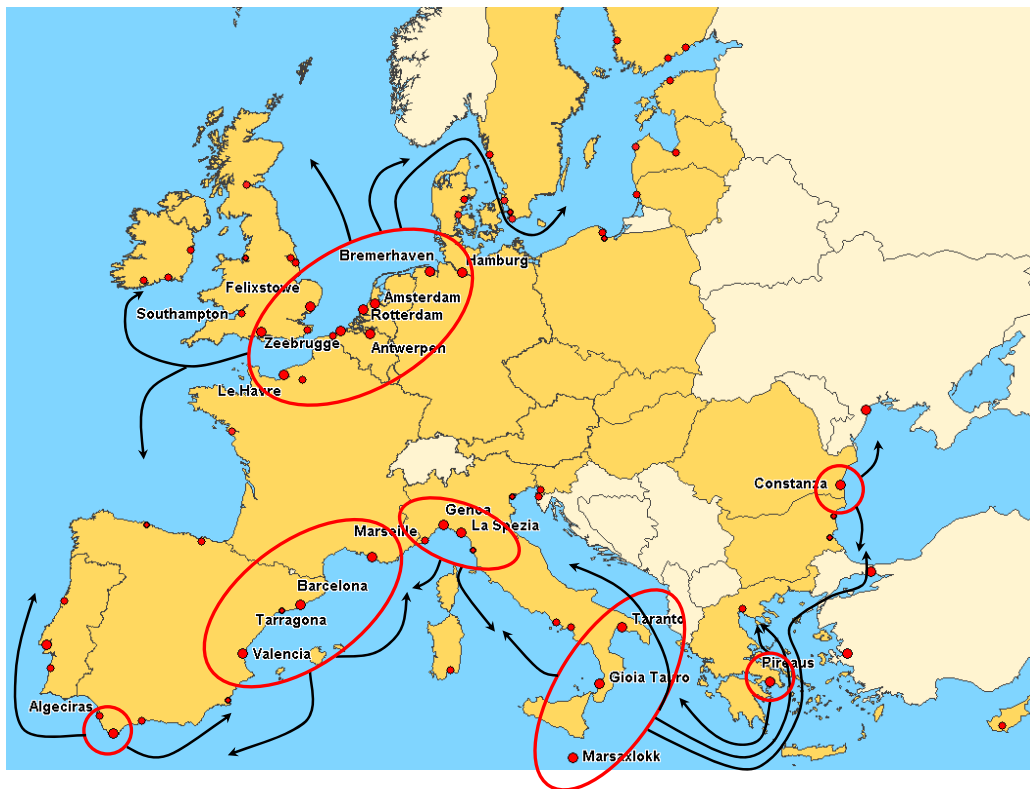 Bremerhaven
Hamburg
Felixstowe
Amsterdam
Southampton
Rotterdam
Zeebrugge
Antwerpen
Le Havre
Constanza
Genoa
La Spezia
Marseille
Barcelona
Tarragona
Taranto
Valencia
Pireaus
Gioia Tauro
Algeciras
Marsaxlokk